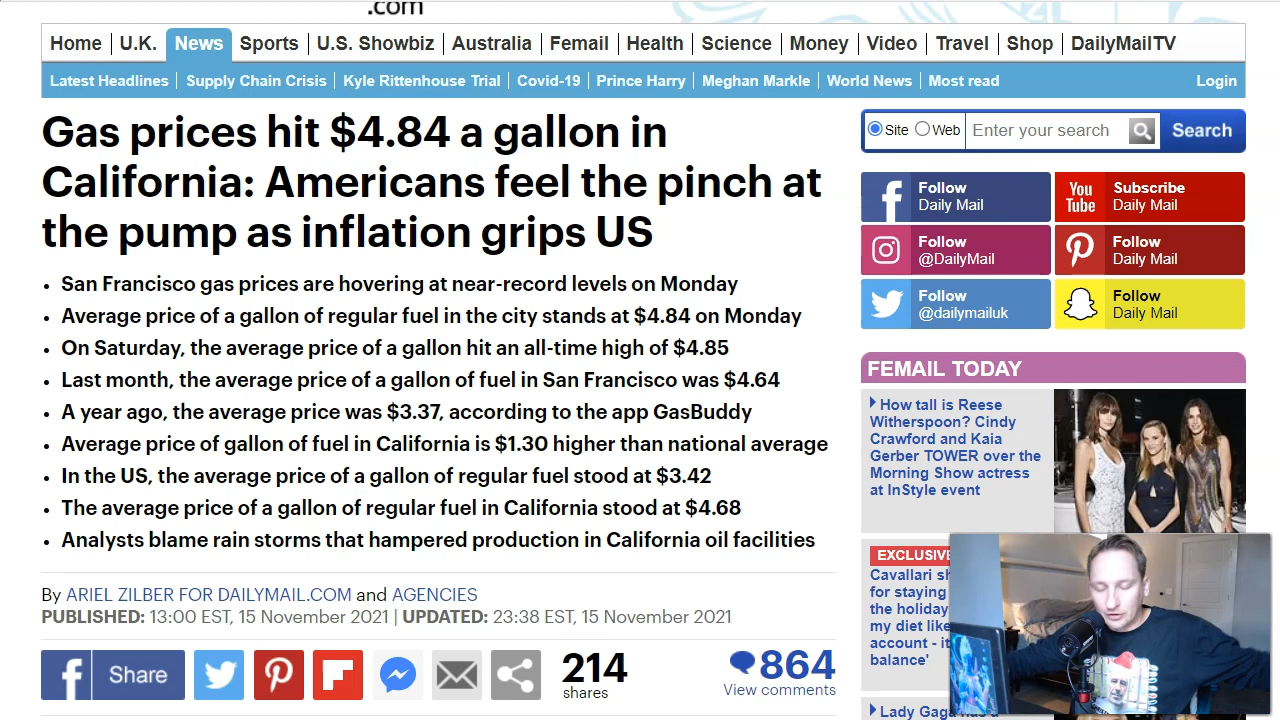 .com
Home U.K. News Sports U.S. Showbiz Australia Femail Health Science Money Video Travel Shop DailyMailTV
Latest Headlines Supply Chain Crisis Kyle Rittenhouse Trial Covid-19 Prince Harry Meghan Markle World News Most read Login
Gas prices hit $4.84 a gallon in
California: Americans feel the pinch at
the pump as inflation grips US
• San Francisco gas prices are hovering at near-record levels on Monday
• Average price of a gallon of regular fuel in the city stands at $4.84 on Monday
• On Saturday, the average price of a gallon hit an all-time high of $4.85
• Last month, the average price of a gallon of fuel in San Francisco was $4.64
• A year ago, the average price was $3.37, according to the app GasBuddy
• Average price of gallon of fuel in California is $1.30 higher than national average
• In the US, the average price of a gallon of regular fuel stood at $3.42
• The average price of a gallon of regular fuel in California stood at $4.68
• Analysts blame rain storms that hampered production in California oil facilities
By ARIEL ZILBER FOR DAILYMAIL.COM and AGENCIES
PUBLISHED: 13:00 EST, 15 November 2021 | UPDATED: 23:38 EST, 15 November 2021
f Share
214
shares
864
View comments
Site Web Enter your search Search
f Follow
Daily Mail
You
Tube
Subscribe
Daily Mail
Follow
@DailyMail
Follow
Daily Mail
Follow
@dailymailuk
Follow
Daily Mail
FEMAIL TODAY
How tall is Reese
Witherspoon? Cindy
Crawford and Kaia
Gerber TOWER over the
Morning Show actress
at InStyle event
EXCLUSIVE
Cavallari
for staying
the holiday
my diet like
account - it
balance'
Lady